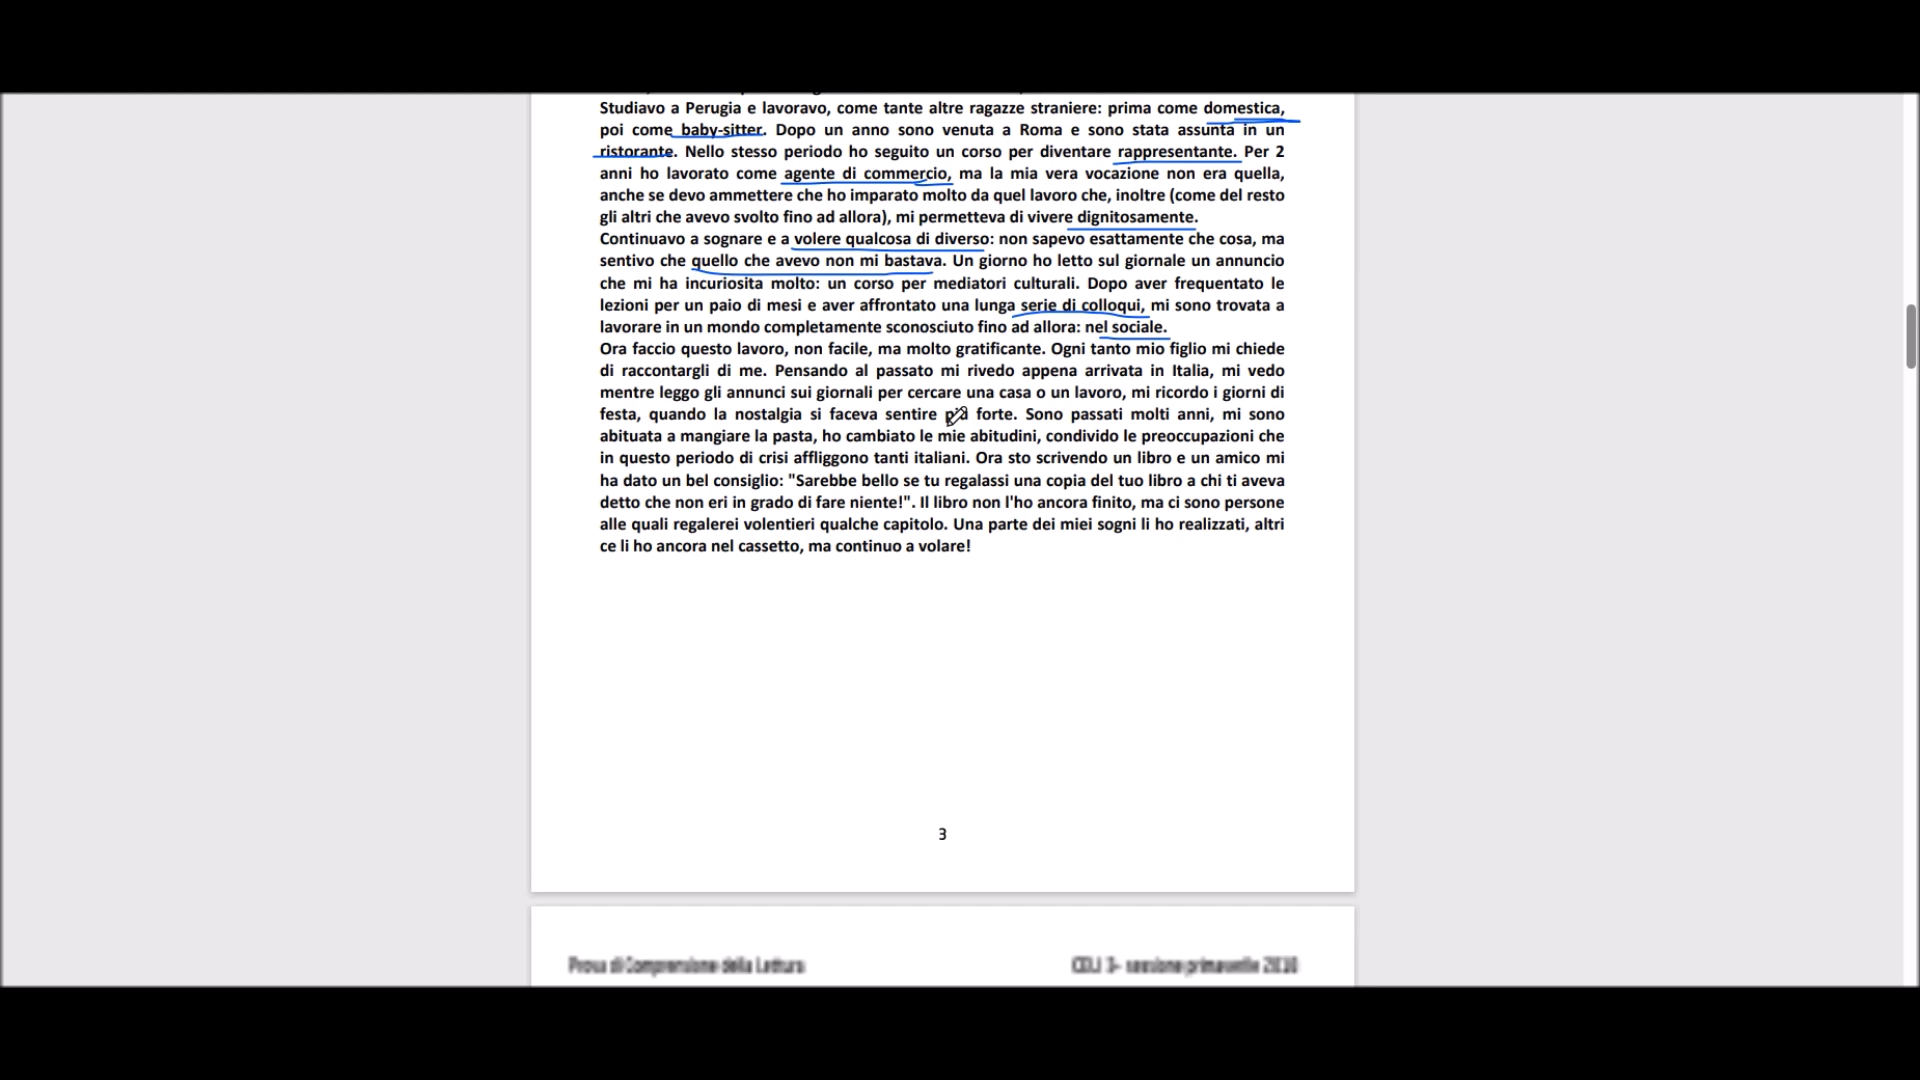 Studiavo a Perugia e lavoravo, come tante altre ragazze straniere: prima come domestica,
poi come baby-sitter. Dopo un anno sono venuta a Roma e sono stata assunta in un
ristorante. Nello stesso periodo ho seguito un corso per diventare rappresentante. Per 2
anni ho lavorato come agente di commercio, ma la mia vera vocazione non era quella,
anche se devo ammettere che ho imparato molto da quel lavoro che, inoltre (come del resto
gli altri che avevo svolto fino ad allora), mi permetteva di vivere dignitosamente.
Continuavo a sognare e a volere qualcosa di diverso: non sapevo esattamente che cosa, ma
sentivo che quello che avevo non mi bastava. Un giorno ho letto sul giornale un annuncio
che mi ha incuriosita molto: un corso per mediatori culturali. Dopo aver frequentato le
lezioni per un paio di mesi e aver affrontato una lunga serie di colloqui, mi sono trovata a
lavorare in un mondo completamente sconosciuto fino ad allora: nel sociale.
Ora faccio questo lavoro, non facile, ma molto gratificante. Ogni tanto mio figlio mi chiede
di raccontargli di me. Pensando al passato mi rivedo appena arrivata in Italia, mi vedo
mentre leggo gli annunci sui giornali per cercare una casa o un lavoro, mi ricordo i giorni di
festa, quando la nostalgia si faceva sentire più forte. Sono passati molti anni, mi sono
abituata a mangiare la pasta, ho cambiato le mie abitudini, condivido le preoccupazioni che
in questo periodo di crisi affliggono tanti italiani. Ora sto scrivendo un libro e un amico mi
ha dato un bel consiglio: "Sarebbe bello se tu regalassi una copia del tuo libro a chi ti aveva
detto che non eri in grado di fare niente!". Il libro non l'ho ancora finito, ma ci sono persone
alle quali regalerei volentieri qualche capitolo. Una parte dei miei sogni li ho realizzati, altri
ce li ho ancora nel cassetto, ma continuo a volare!
3
Prova di Comprensione della Lettura